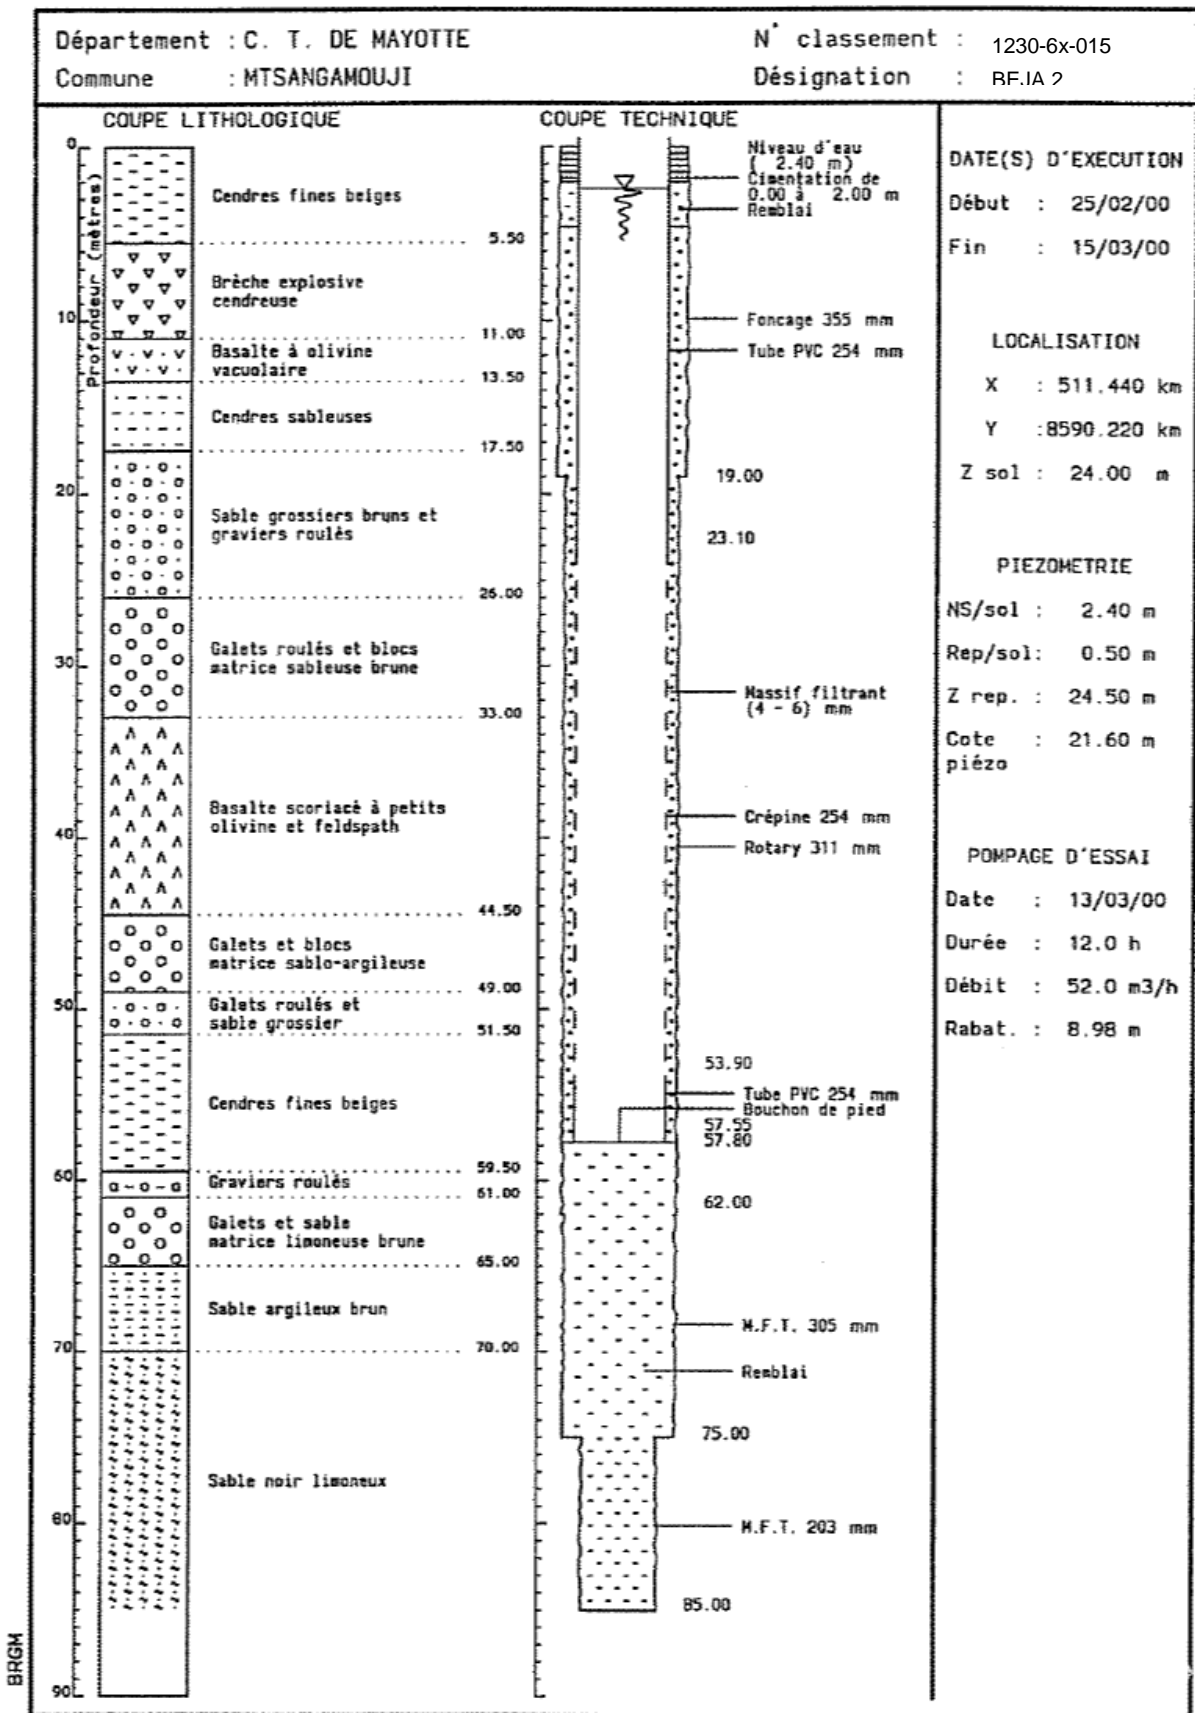 Département : C. T. DE MAYOTTE
N° classement : 1230-6x-015
Commune : MTSANGAMOUJI
Désignation : BEJA 2
COUPE LITHOLOGIQUE
Profondeur (mètres)
0
10
20
30
40
50
60
70
80
90
Cendres fines beiges
5.50
Brèche explosive
cendreuse
11.00
Basalte à olivine
vacuolaire
13.50
Cendres sableuses
17.50
Sable grossiers bruns et
graviers roulés
26.00
Galets roulés et blocs
matrice sableuse brune
33.00
Basalte scoriacé à petits
olivine et feldspath
44.50
Galets et blocs
matrice sablo-argileuse
49.00
Galets roulés et
sable grossier
51.50
Cendres fines beiges
59.50
Graviers roulés
61.00
Galets et sable
matrice limoneuse brune
65.00
Sable argileux brun
70.00
Sable noir limoneux
COUPE TECHNIQUE
Niveau d'eau
( 2.40 m)
Cimentation de
0.00 à 2.00 m
Remblai
Foncage 355 mm
Tube PVC 254 mm
19.00
23.10
Massif filtrant
(4 - 6) mm
Crépine 254 mm
Rotary 311 mm
53.90
Tube PVC 254 mm
Bouchon de pied
57.55
57.80
62.00
M.F.T. 305 mm
Remblai
75.00
M.F.T. 203 mm
85.00
DATE(S) D'EXECUTION
Début : 25/02/00
Fin : 15/03/00
LOCALISATION
X : 511.440 km
Y :8590.220 km
Z sol : 24.00 m
PIEZOMETRIE
NS/sol : 2.40 m
Rep/sol: 0.50 m
Z rep. : 24.50 m
Cote : 21.60 m
piézo
POMPAGE D'ESSAI
Date : 13/03/00
Durée : 12.0 h
Débit : 52.0 m3/h
Rabat. : 8.98 m
BRGM